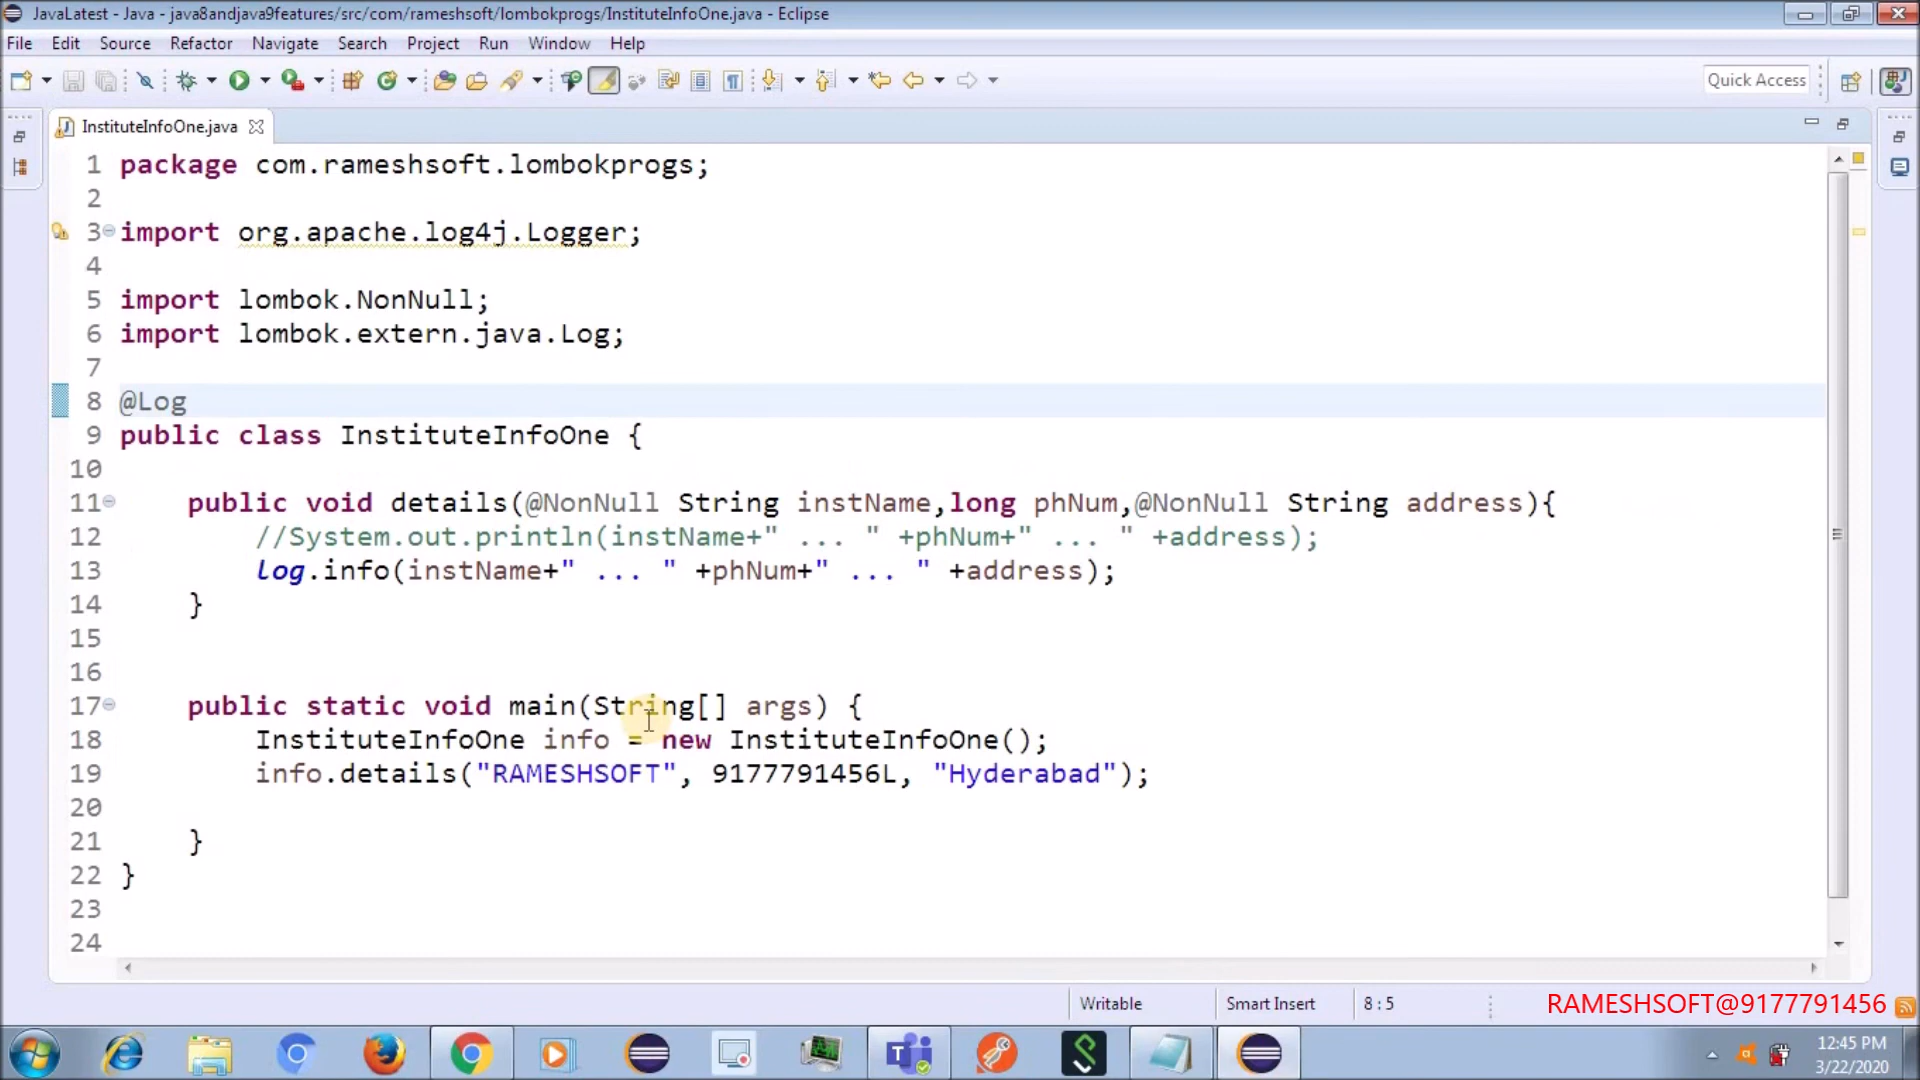 JavaLatest - Java - java8andjava9features/src/com/rameshsoft/lombokprogs/InstituteInfoOne.java - Eclipse
File Edit Source Refactor Navigate Search Project Run Window Help
Quick Access
InstituteInfoOne.java
1 package com.rameshsoft.lombokprogs;
2
3 import org.apache.log4j.Logger;
4
5 import lombok.NonNull;
6 import lombok.extern.java.Log;
7
8 @Log
9 public class InstituteInfoOne {
10
11 public void details(@NonNull String instName,long phNum,@NonNull String address){
12 //System.out.println(instName+" ... " +phNum+" ... " +address);
13 log.info(instName+" ... " +phNum+" ... " +address);
14 }
15
16
17 public static void main(String[] args) {
18 InstituteInfoOne info = new InstituteInfoOne();
19 info.details("RAMESHSOFT", 9177791456L, "Hyderabad");
20
21 }
22 }
23
24
Writable Smart Insert 8 : 5 RAMESHSOFT@9177791456
12:45 PM
3/22/2020